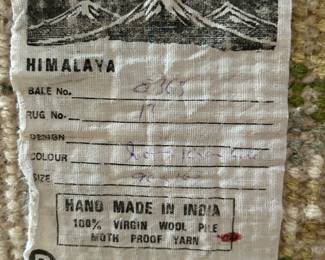 HIMALAYA
BALE No.
RUG No. 17
DESIGN
COLOUR
SIZE
HAND MADE IN INDIA
100% VIRGIN WOOL PILE
MOTH PROOF YARN